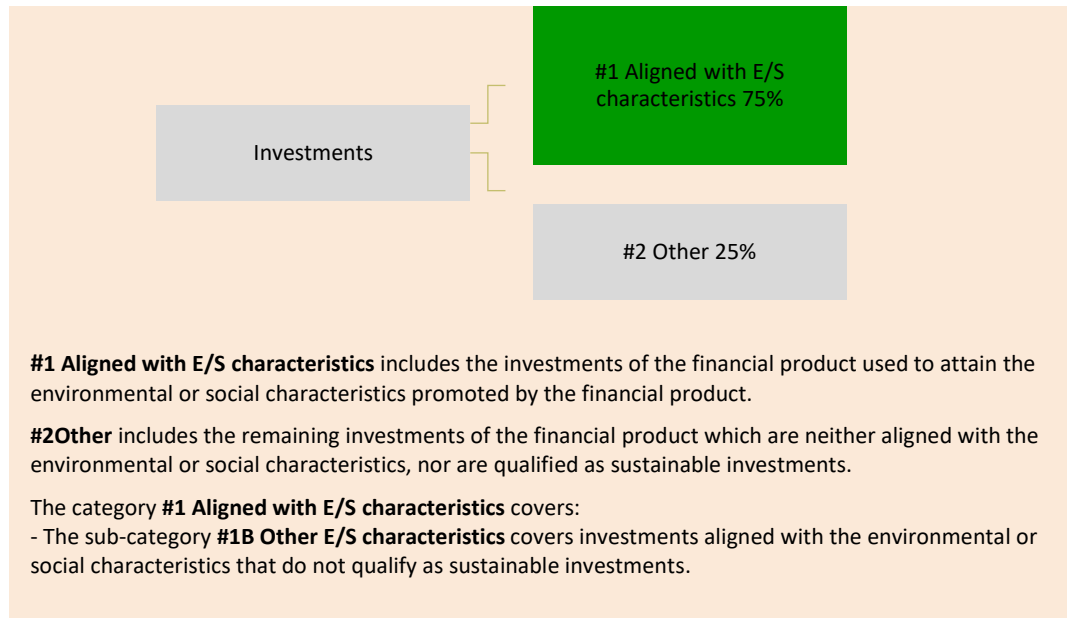 #1 Aligned with E/S
characteristics 75%
Investments
#2 Other 25%
#1 Aligned with E/S characteristics includes the investments of the financial product used to attain the
environmental or social characteristics promoted by the financial product.
#2Other includes the remaining investments of the financial product which are neither aligned with the
environmental or social characteristics, nor are qualified as sustainable investments.
The category #1 Aligned with E/S characteristics covers:
- The sub-category #1B Other E/S characteristics covers investments aligned with the environmental or
social characteristics that do not qualify as sustainable investments.